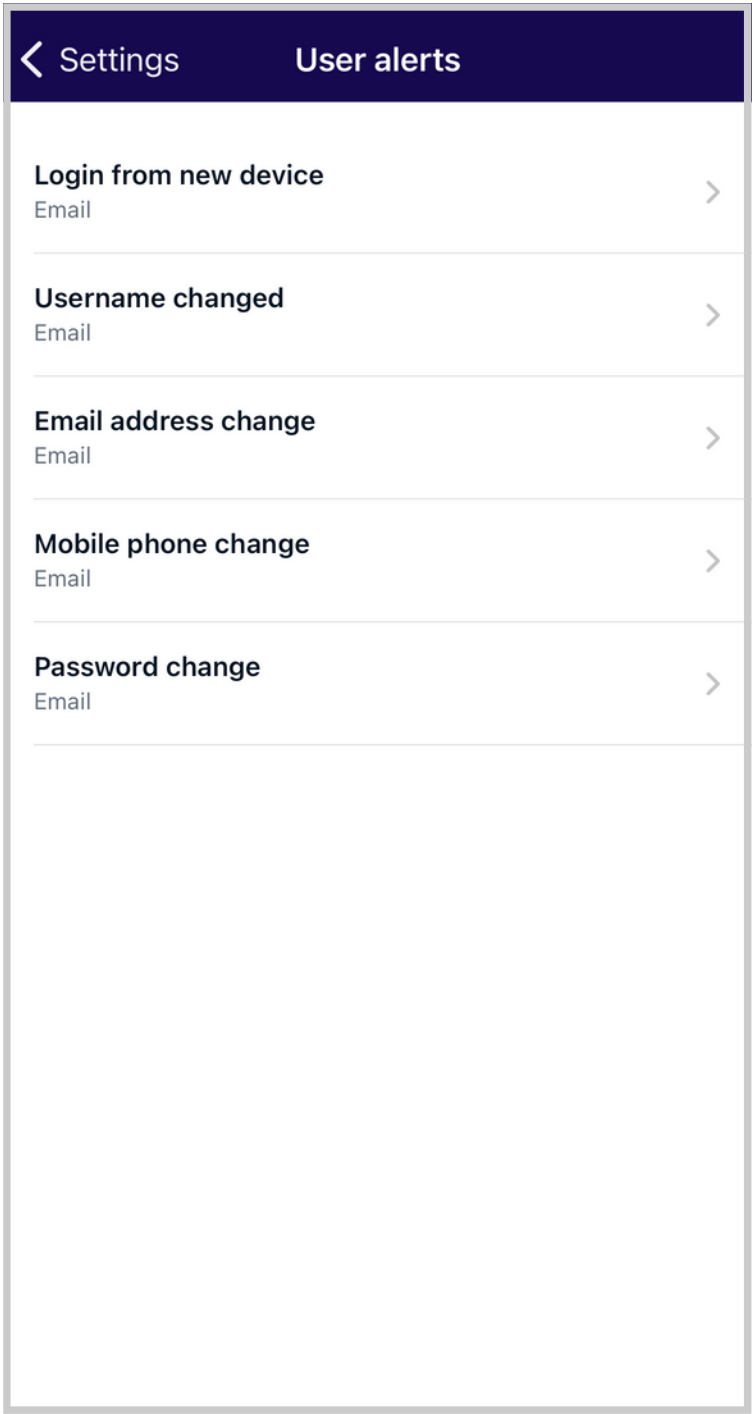 Settings User alerts
Login from new device
Email
Username changed
Email
Email address change
Email
Mobile phone change
Email
Password change
Email